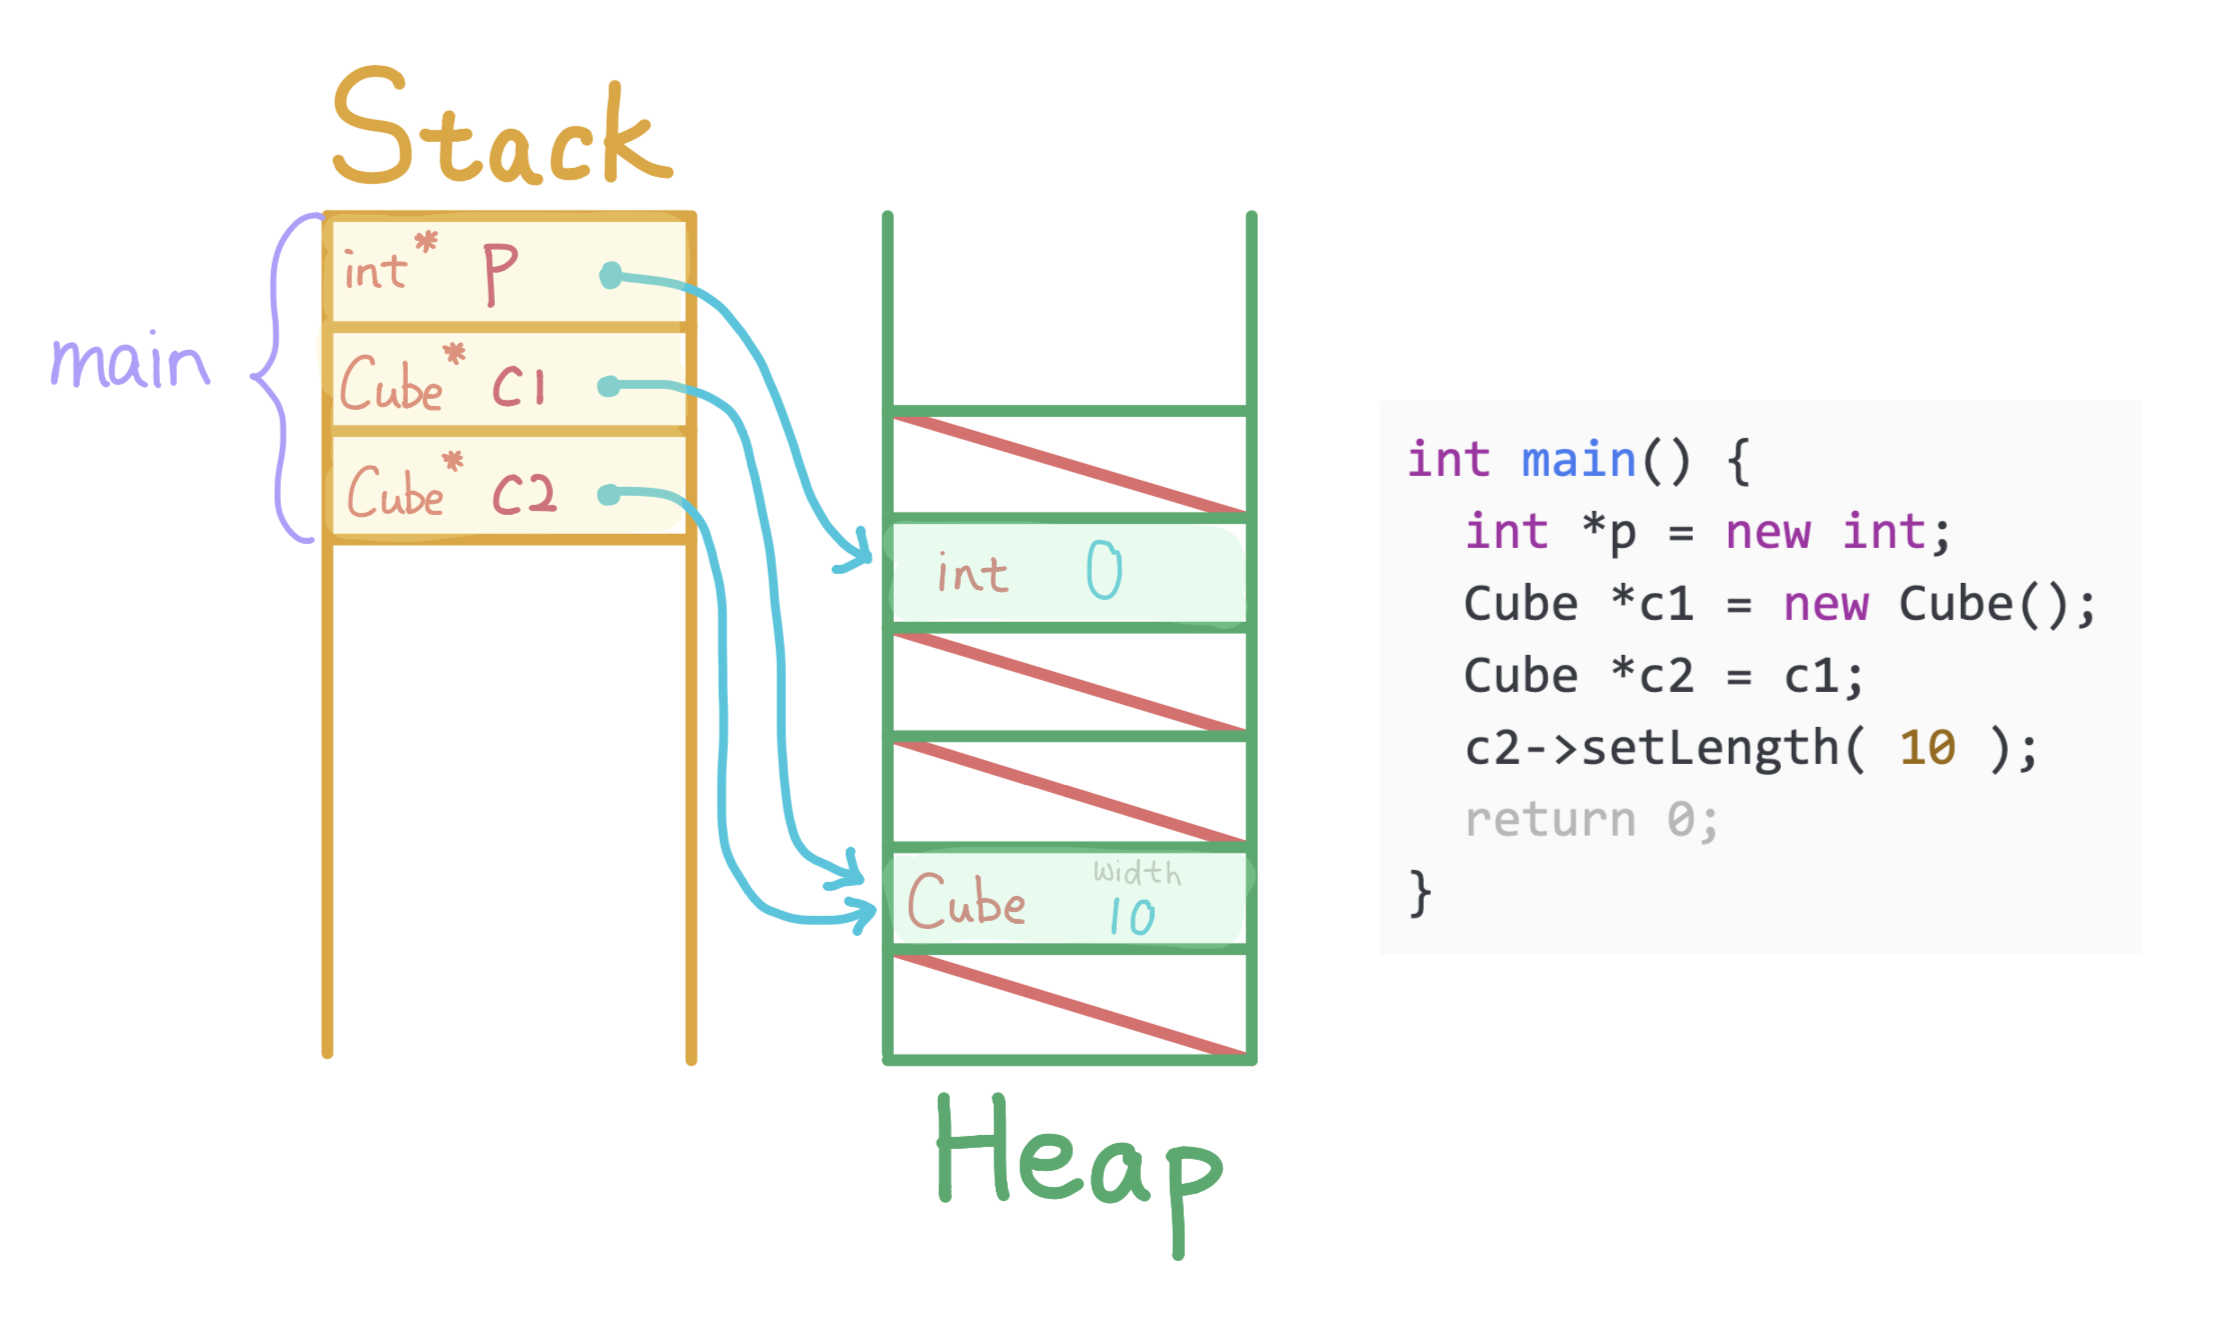 Stack
main
int* p
Cube* c1
Cube* c2
int 0
width
Cube 10
Heap
int main() {
  int *p = new int;
  Cube *c1 = new Cube();
  Cube *c2 = c1;
  c2->setLength( 10 );
  return 0;
}